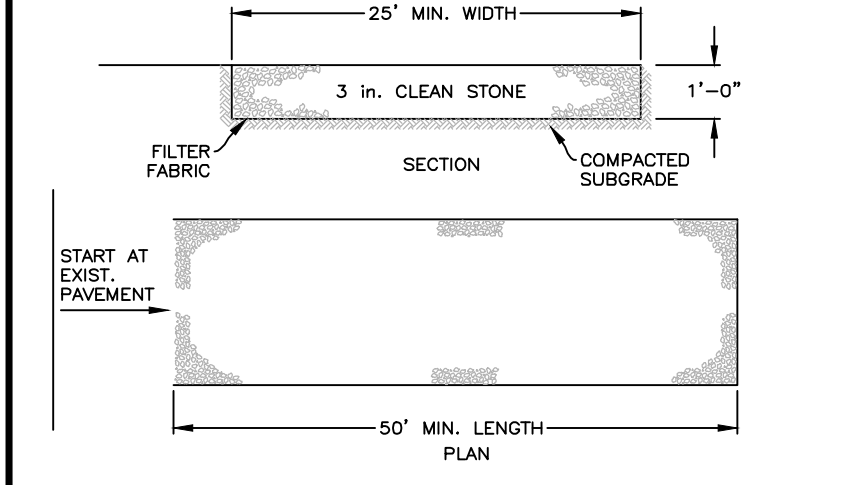 25' MIN. WIDTH
3 in. CLEAN STONE
1'-0"
FILTER
FABRIC
SECTION
COMPACTED
SUBGRADE
START AT
EXIST.
PAVEMENT
50' MIN. LENGTH
PLAN